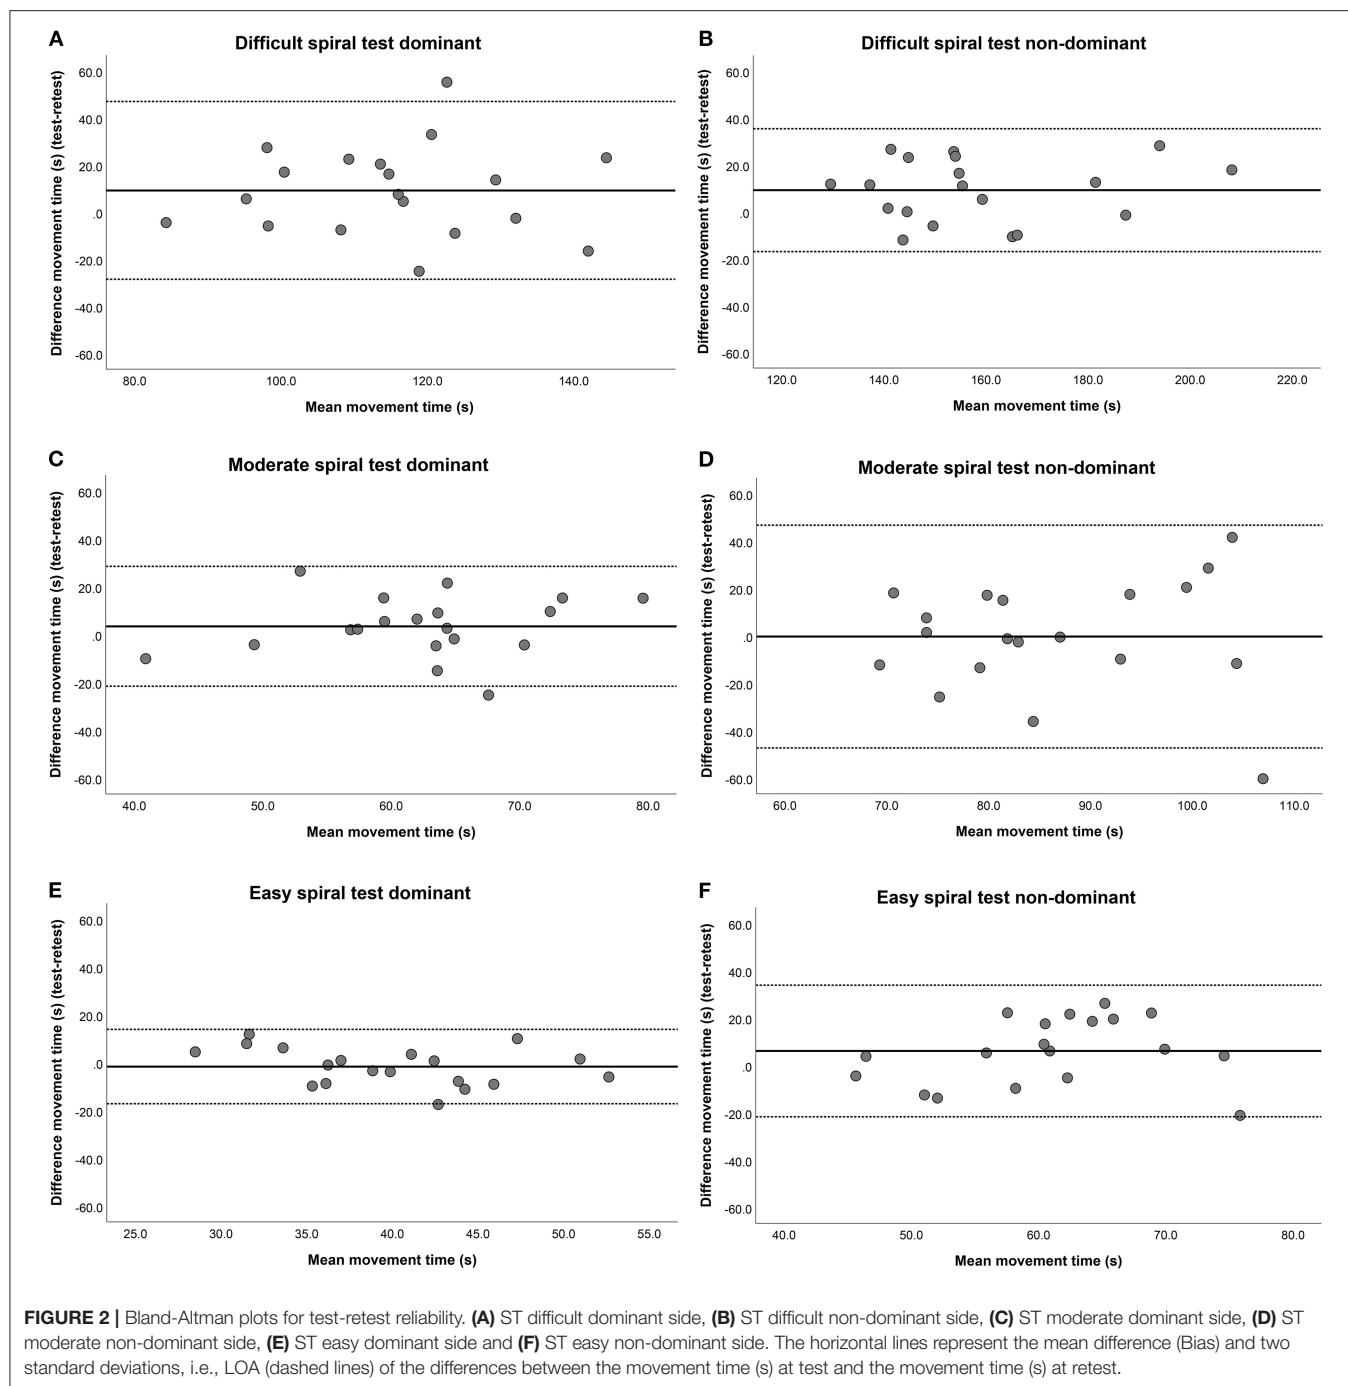 A
Difficult spiral test dominant
Difference movement time (s) (test-retest)
60.0
40.0
20.0
.0
-20.0
-40.0
-60.0
80.0 100.0 120.0 140.0
Mean movement time (s)
B
Difficult spiral test non-dominant
Difference movement time (s) (test-retest)
60.0
40.0
20.0
.0
-20.0
-40.0
-60.0
120.0 140.0 160.0 180.0 200.0 220.0
Mean movement time (s)
C
Moderate spiral test dominant
Difference movement time (s) (test-retest)
60.0
40.0
20.0
.0
-20.0
-40.0
-60.0
40.0 50.0 60.0 70.0 80.0
Mean movement time (s)
D
Moderate spiral test non-dominant
Difference movement time (s) (test-retest)
60.0
40.0
20.0
.0
-20.0
-40.0
-60.0
60.0 70.0 80.0 90.0 100.0 110.0
Mean movement time (s)
E
Easy spiral test dominant
Difference movement time (s) (test-retest)
60.0
40.0
20.0
.0
-20.0
-40.0
-60.0
25.0 30.0 35.0 40.0 45.0 50.0 55.0
Mean movement time (s)
F
Easy spiral test non-dominant
Difference movement time (s) (test-retest)
60.0
40.0
20.0
.0
-20.0
-40.0
-60.0
40.0 50.0 60.0 70.0 80.0
Mean movement time (s)
FIGURE 2 | Bland-Altman plots for test-retest reliability. (A) ST difficult dominant side, (B) ST difficult non-dominant side, (C) ST moderate dominant side, (D) ST
moderate non-dominant side, (E) ST easy dominant side and (F) ST easy non-dominant side. The horizontal lines represent the mean difference (Bias) and two
standard deviations, i.e., LOA (dashed lines) of the differences between the movement time (s) at test and the movement time (s) at retest.